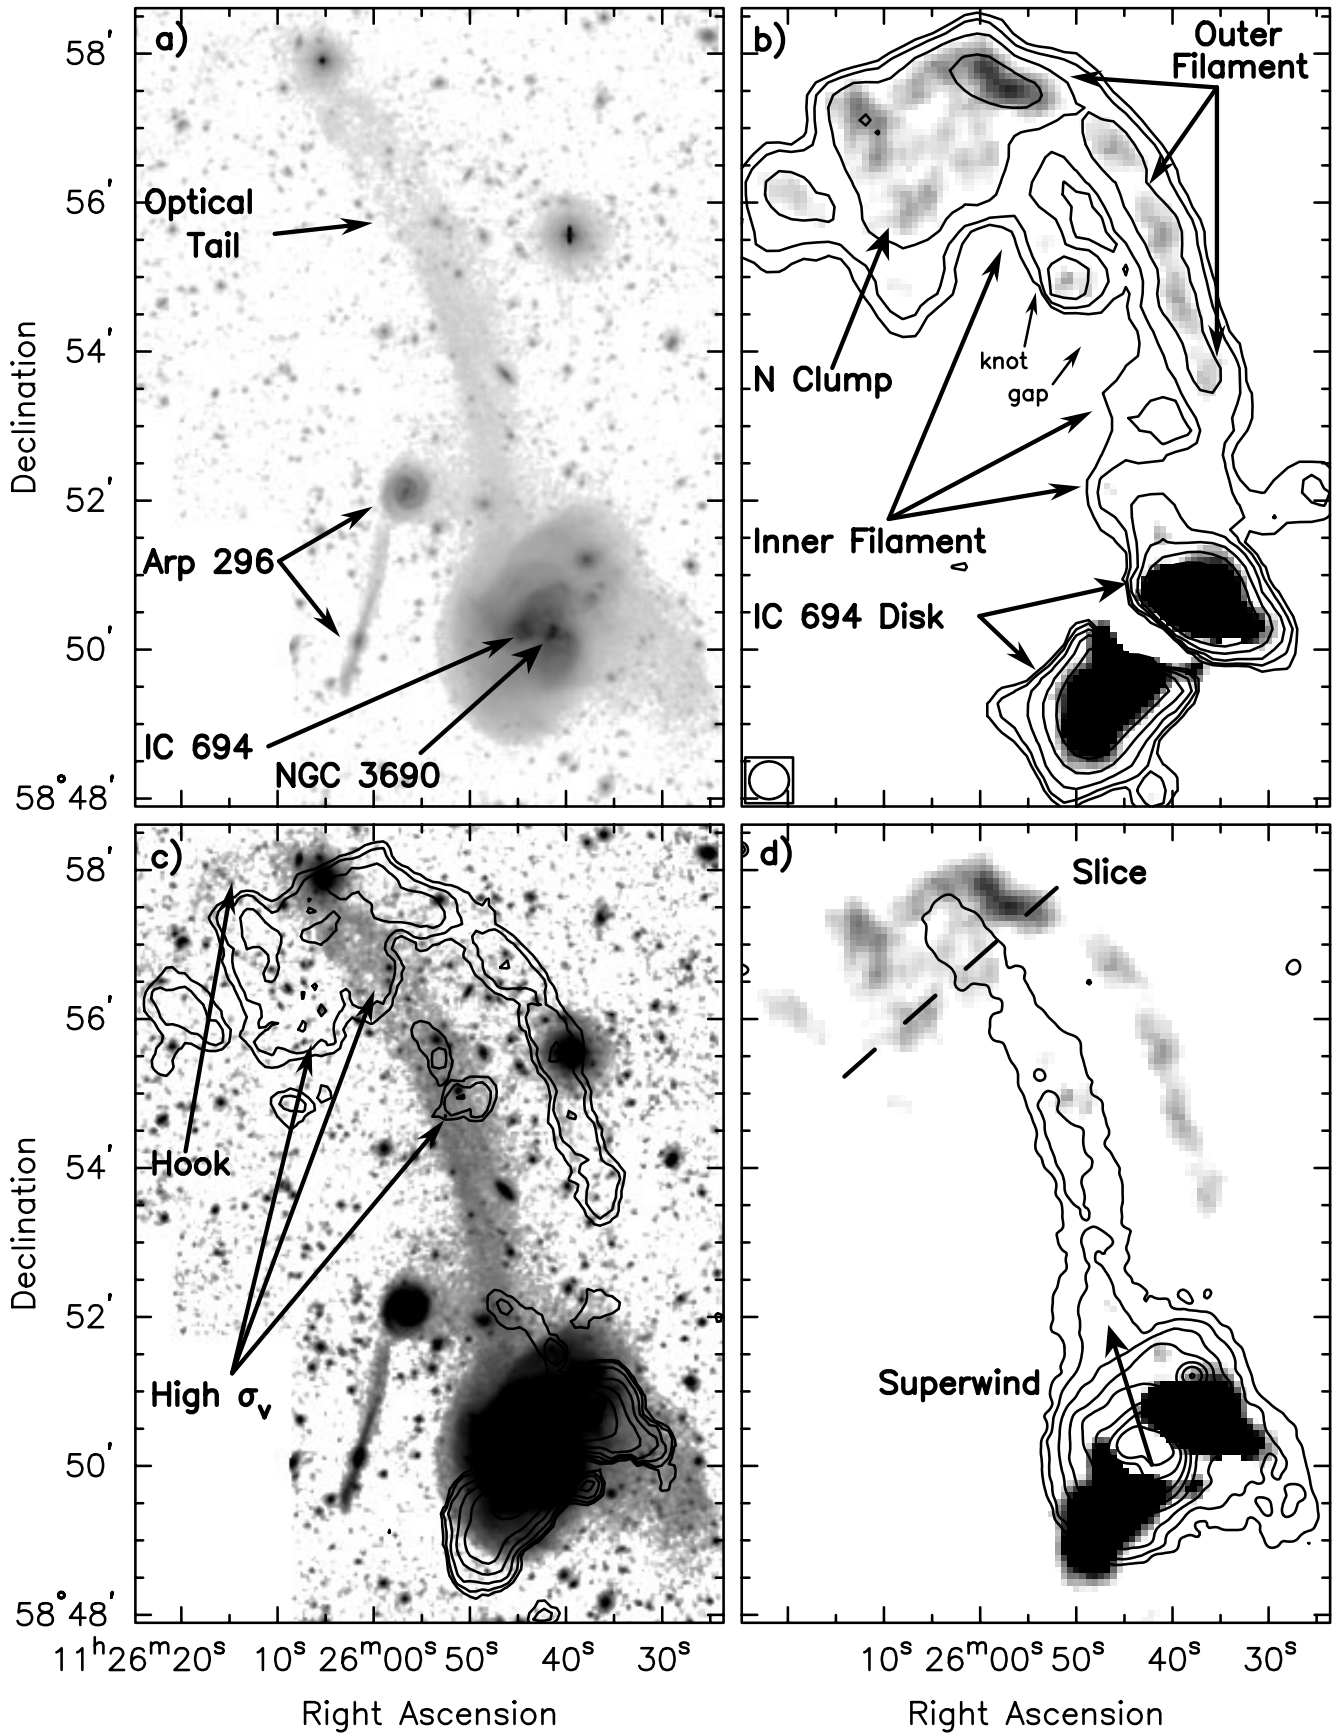 a)
58'
56'
54'
52'
50'
58° 48'
Declination
Optical
Tail
Arp 296
IC 694
NGC 3690
b)
Outer
Filament
N Clump
knot
gap
Inner Filament
IC 694 Disk
c)
58'
56'
54'
52'
50'
58° 48'
Declination
Hook
High σv
11h26m20s 10s 26m00s 50s 40s 30s
Right Ascension
d)
Slice
Superwind
10s 26m00s 50s 40s 30s
Right Ascension